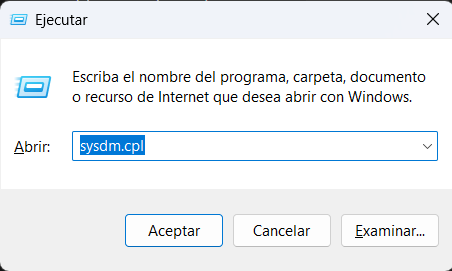 Ejecutar
Escriba el nombre del programa, carpeta, documento
o recurso de Internet que desea abrir con Windows.
Abrir: sysdm.cpl
Aceptar Cancelar Examinar...